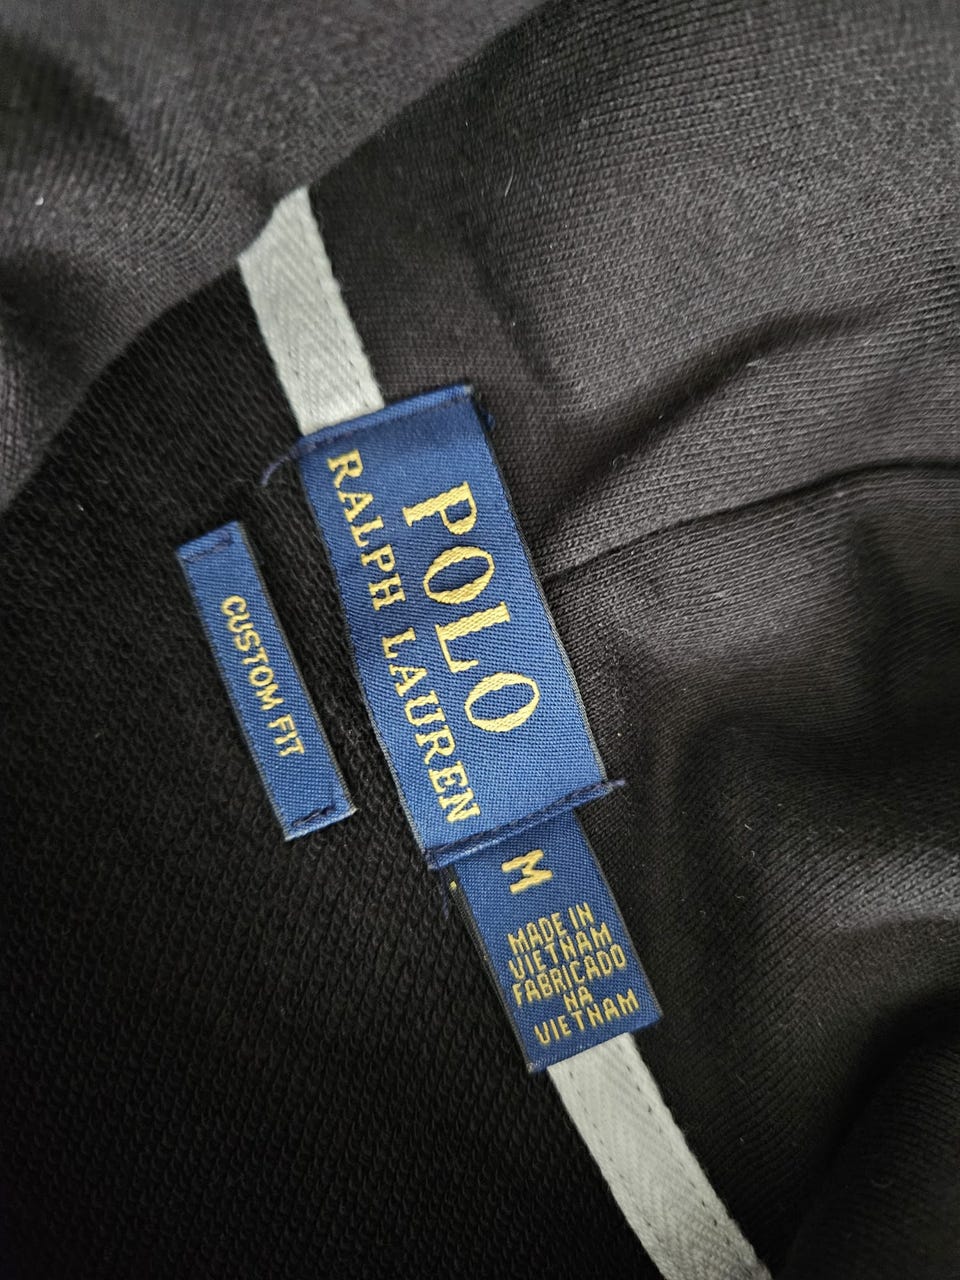 POLO
RALPH LAUREN
CUSTOM FIT
M
MADE IN
VIETNAM
FABRICADO
NA
VIETNAM